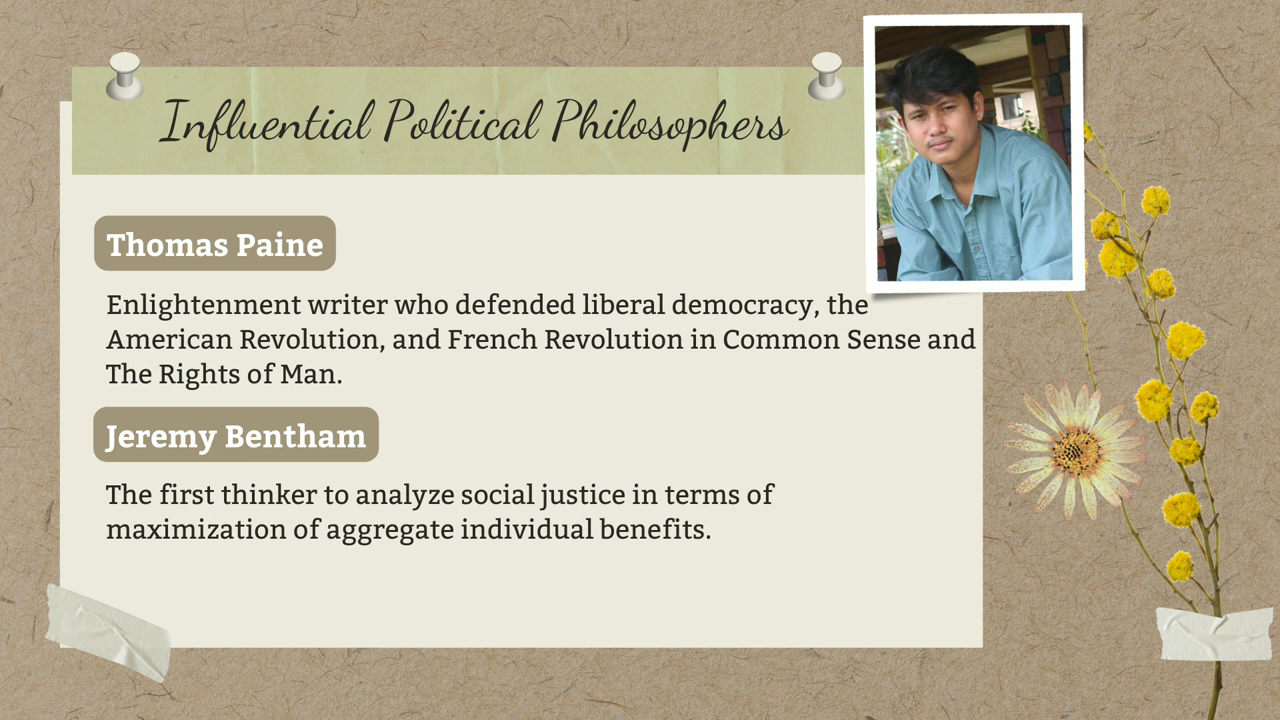 Influential Political Philosophers
Thomas Paine
Enlightenment writer who defended liberal democracy, the
American Revolution, and French Revolution in Common Sense and
The Rights of Man.
Jeremy Bentham
The first thinker to analyze social justice in terms of
maximization of aggregate individual benefits.